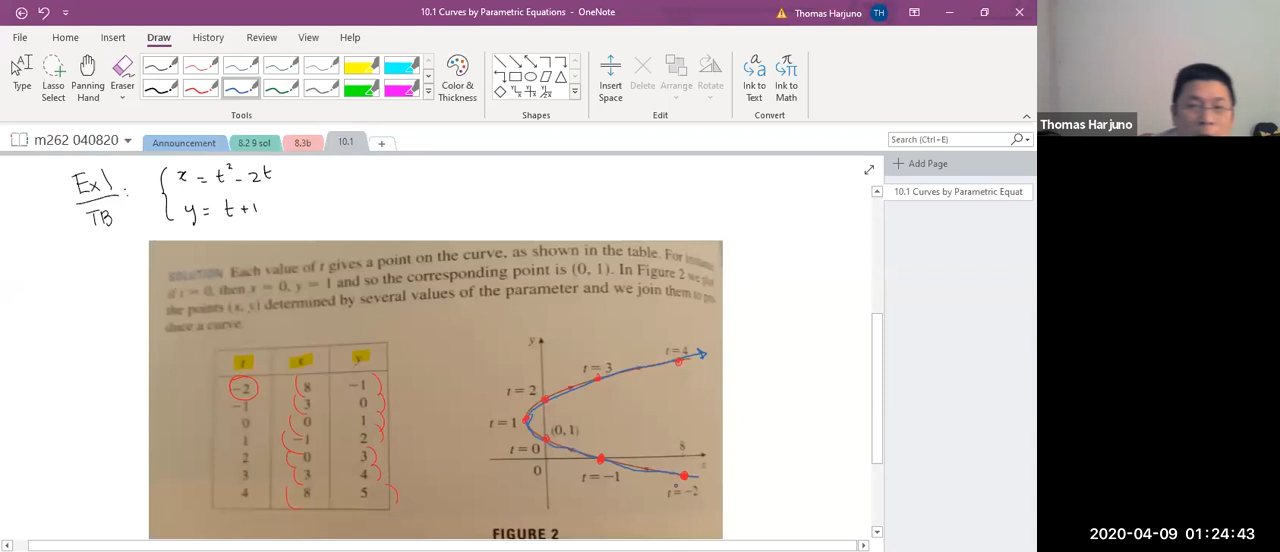 10.1 Curves by Parametric Equations - OneNote
Thomas Harjuno TH
File Home Insert Draw History Review View Help
Type Lasso Select Panning Hand Eraser
Color & Thickness
Insert Space Delete Arrange Rotate
Ink to Text Ink to Math
Tools Shapes Edit Convert
m262 040820 Announcement 8.2 9 sol 8.3b 10.1
Search (Ctrl+E)
Add Page
10.1 Curves by Parametric Equat
Thomas Harjuno
Ex 1 : x = t² - 2t
TB y = t + 1
SOLUTION Each value of t gives a point on the curve, as shown in the table. For
if t = 0, then x = 0, y = 1 and so the corresponding point is (0, 1). In Figure 2 we
the points (x, y) determined by several values of the parameter and we join them to
duce a curve.
t x y
-2 8 -1
-1 3 0
0 0 1
1 -1 2
2 0 3
3 3 4
4 8 5
y
t = 4
t = 3
t = 2
t = 1
(0, 1)
t = 0
8
x
0
t = -1
t = -2
FIGURE 2
2020-04-09 01:24:43